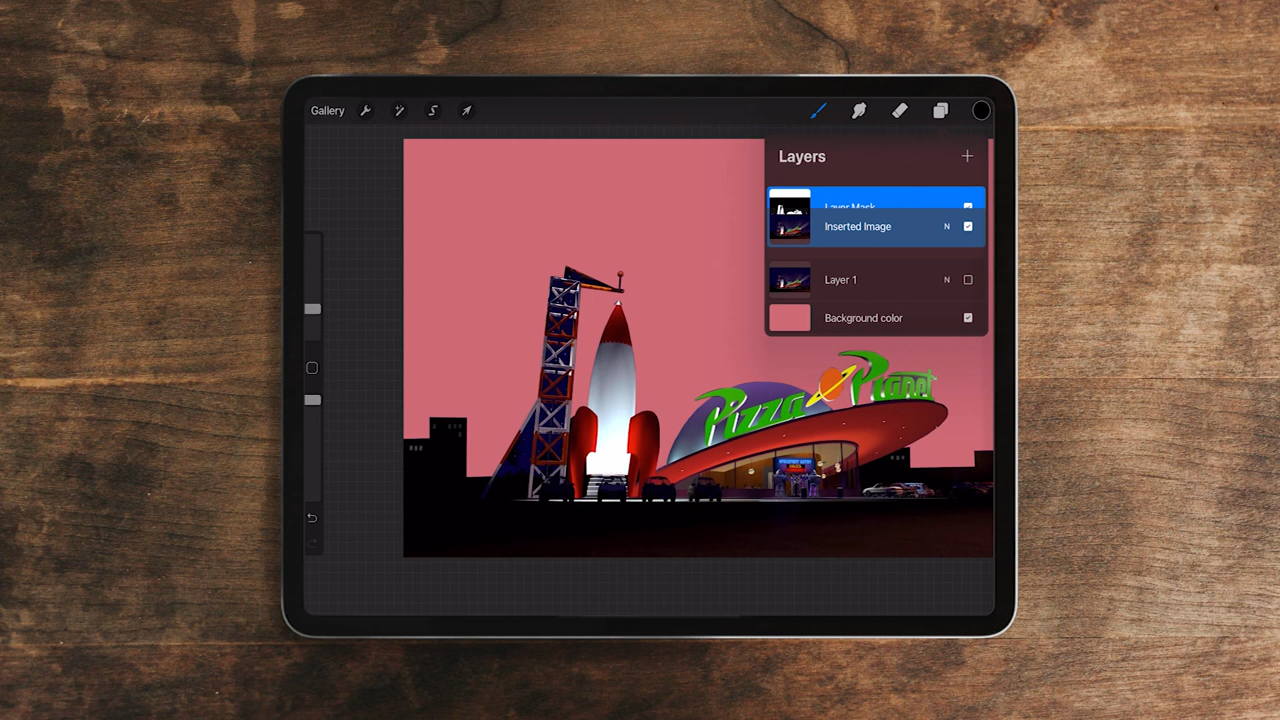 Gallery
Layers
Layer Mask
Inserted Image N
Layer 1 N
Background color
Pizza Planet